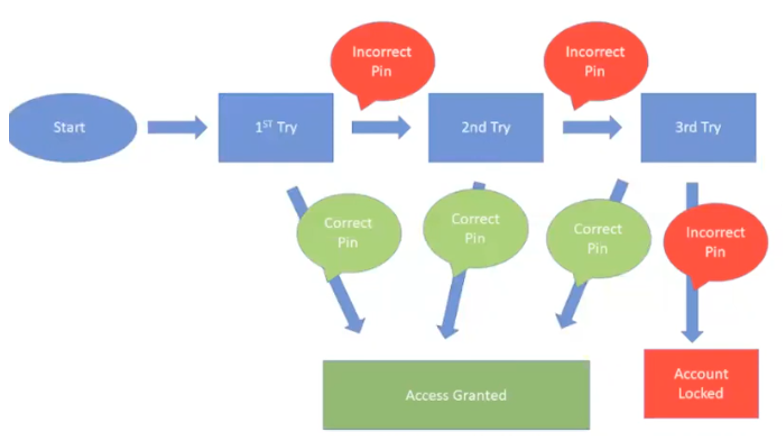 Incorrect
Pin
Incorrect
Pin
Start
1ST Try
2nd Try
3rd Try
Correct
Pin
Correct
Pin
Correct
Pin
Incorrect
Pin
Access Granted
Account
Locked